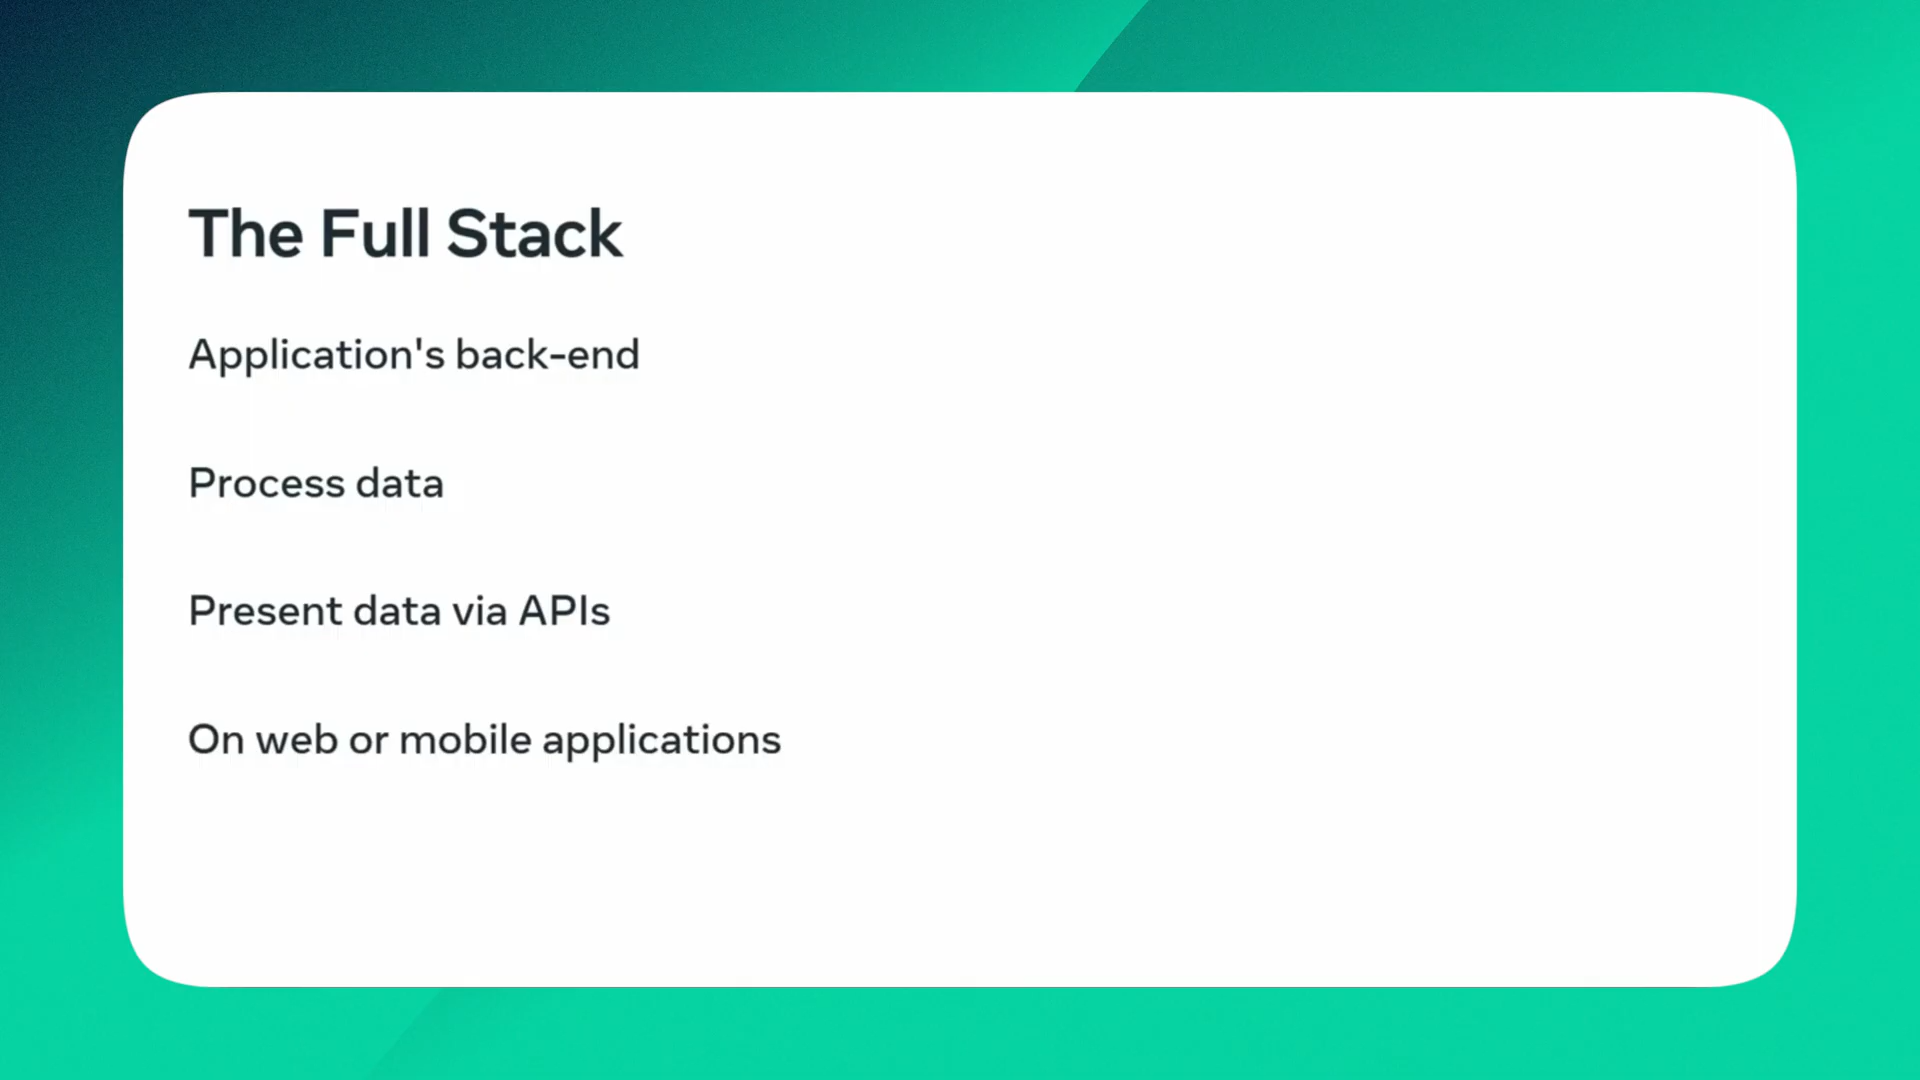 The Full Stack
Application's back-end
Process data
Present data via APIs
On web or mobile applications